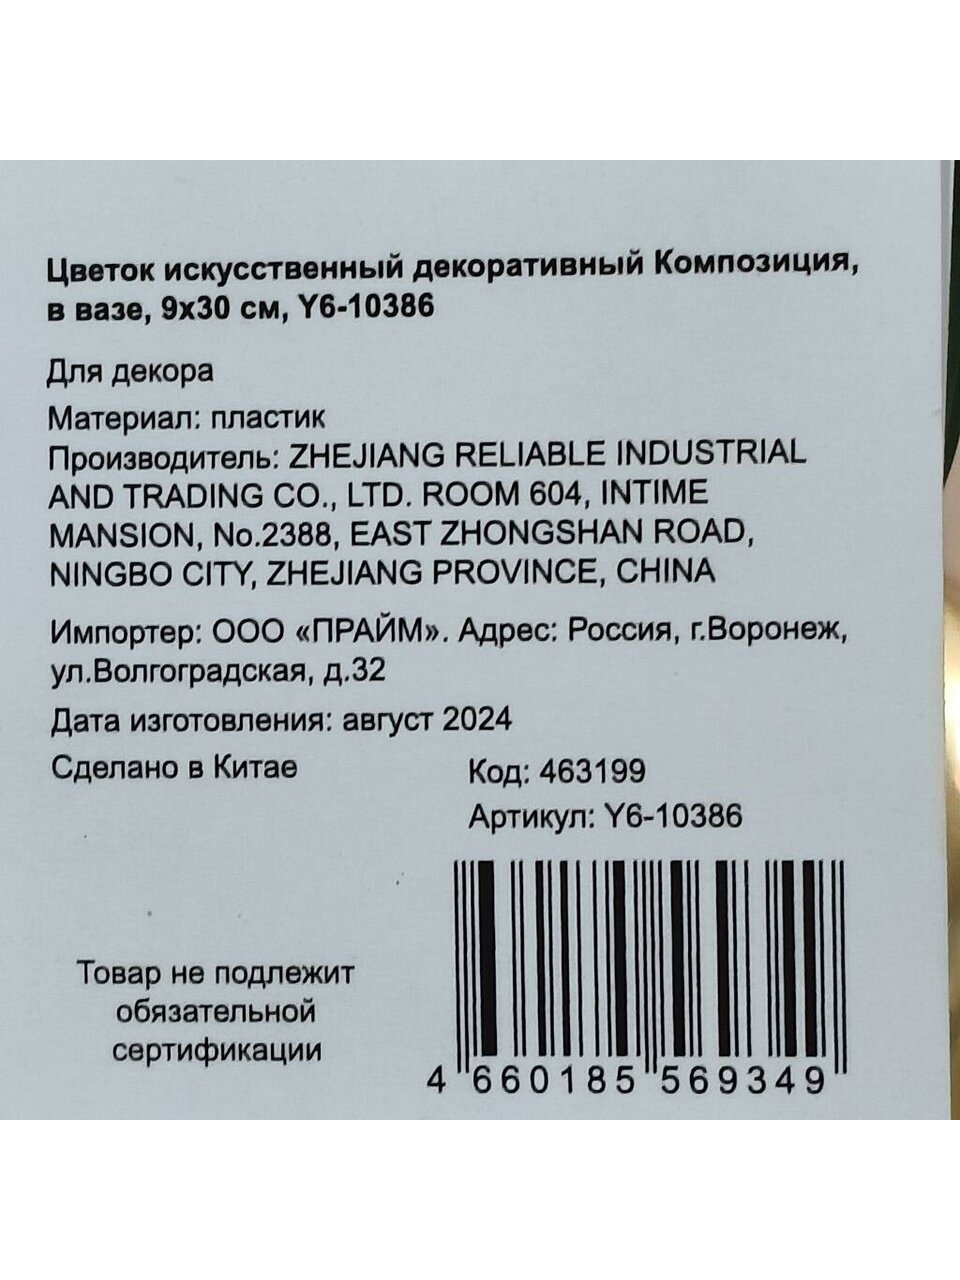 Цветок искусственный декоративный Композиция,
в вазе, 9х30 см, Y6-10386
Для декора
Материал: пластик
Производитель: ZHEJIANG RELIABLE INDUSTRIAL
AND TRADING CO., LTD. ROOM 604, INTIME
MANSION, No.2388, EAST ZHONGSHAN ROAD,
NINGBO CITY, ZHEJIANG PROVINCE, CHINA
Импортер: ООО «ПРАЙМ». Адрес: Россия, г.Воронеж,
ул.Волгоградская, д.32
Дата изготовления: август 2024
Сделано в Китае
Код: 463199
Артикул: Y6-10386
Товар не подлежит
обязательной
сертификации
4 660185 569349